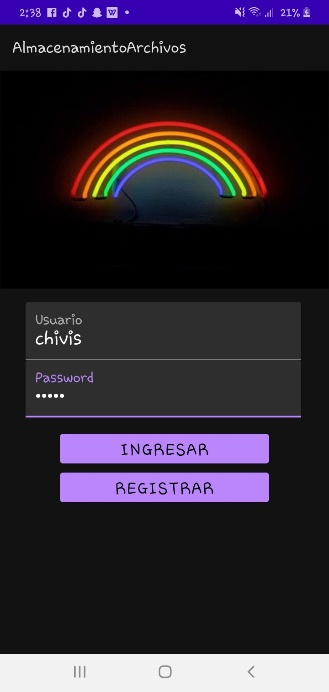 2:38
21%
AlmacenamientoArchivos
Usuario
chivis
Password
•••••
INGRESAR
REGISTRAR